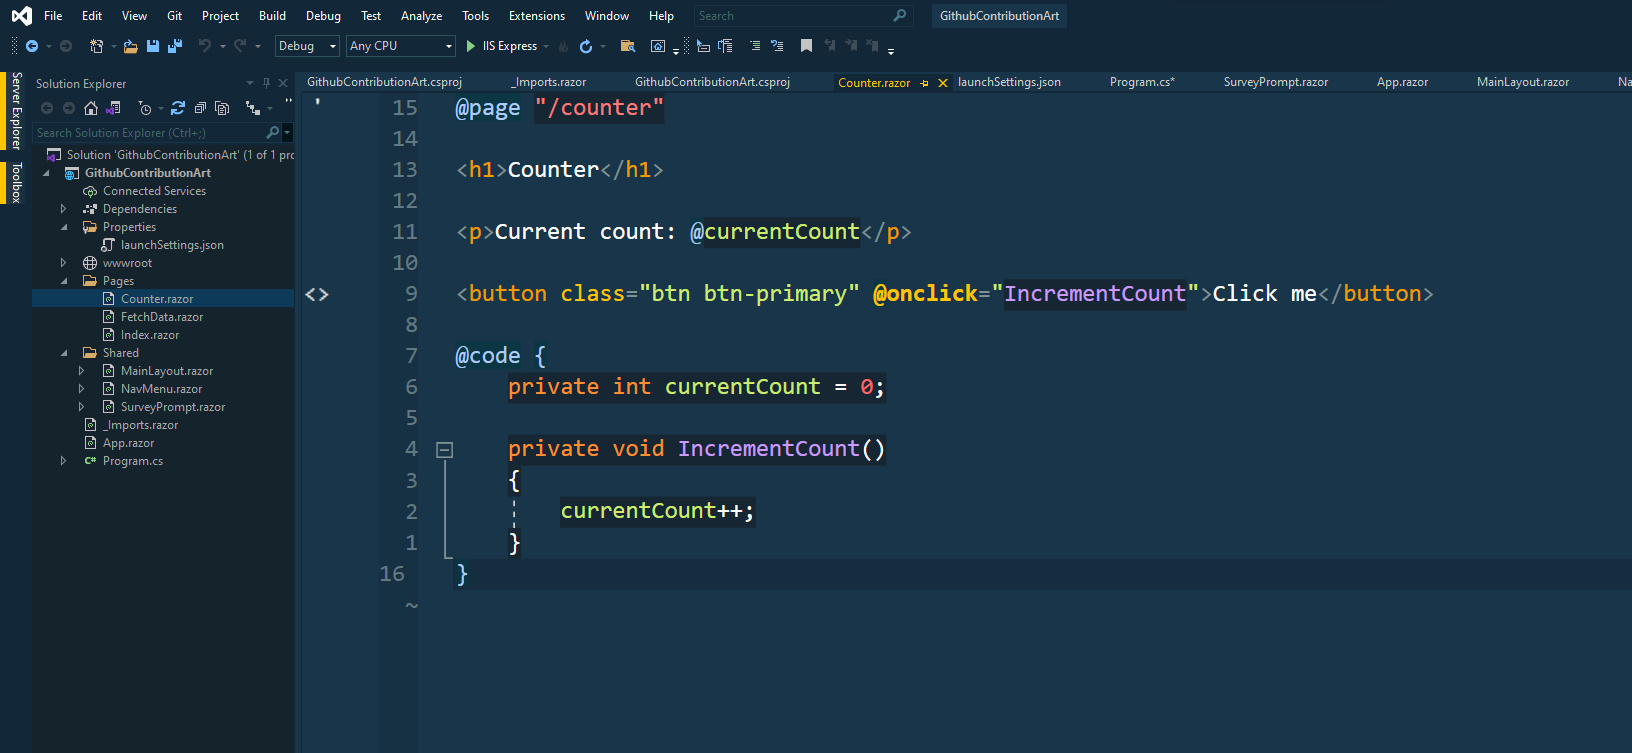 File Edit View Git Project Build Debug Test Analyze Tools Extensions Window Help Search GithubContributionArt
Debug Any CPU IIS Express
Server Explorer
Toolbox
Solution Explorer
Search Solution Explorer (Ctrl+;)
Solution 'GithubContributionArt' (1 of 1 prc
GithubContributionArt
Connected Services
Dependencies
Properties
launchSettings.json
wwwroot
Pages
Counter.razor
FetchData.razor
Index.razor
Shared
MainLayout.razor
NavMenu.razor
SurveyPrompt.razor
_Imports.razor
App.razor
C# Program.cs
GithubContributionArt.csproj _Imports.razor GithubContributionArt.csproj Counter.razor launchSettings.json Program.cs* SurveyPrompt.razor App.razor MainLayout.razor Na
15 @page "/counter"
14
13 <h1>Counter</h1>
12
11 <p>Current count: @currentCount</p>
10
9 <button class="btn btn-primary" @onclick="IncrementCount">Click me</button>
8
7 @code {
6 private int currentCount = 0;
5
4 private void IncrementCount()
3 {
2 currentCount++;
1 }
16 }
~